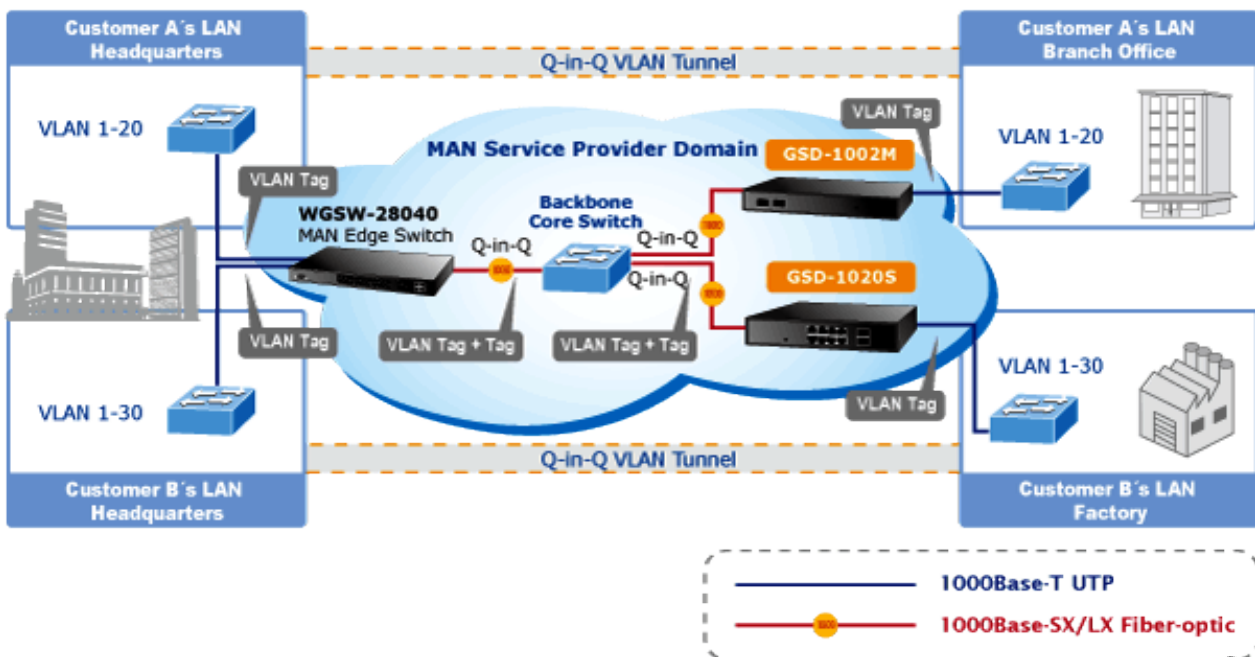 Customer A's LAN
Headquarters
VLAN 1-20
Q-in-Q VLAN Tunnel
Customer A's LAN
Branch Office
VLAN 1-20
MAN Service Provider Domain
VLAN Tag
GSD-1002M
VLAN Tag
WGSW-28040
MAN Edge Switch
Q-in-Q
Backbone
Core Switch
Q-in-Q
Q-in-Q
GSD-1020S
VLAN Tag
VLAN Tag + Tag
VLAN Tag + Tag
VLAN Tag
VLAN 1-30
VLAN 1-30
Q-in-Q VLAN Tunnel
Customer B's LAN
Headquarters
Customer B's LAN
Factory
1000Base-T UTP
1000Base-SX/LX Fiber-optic